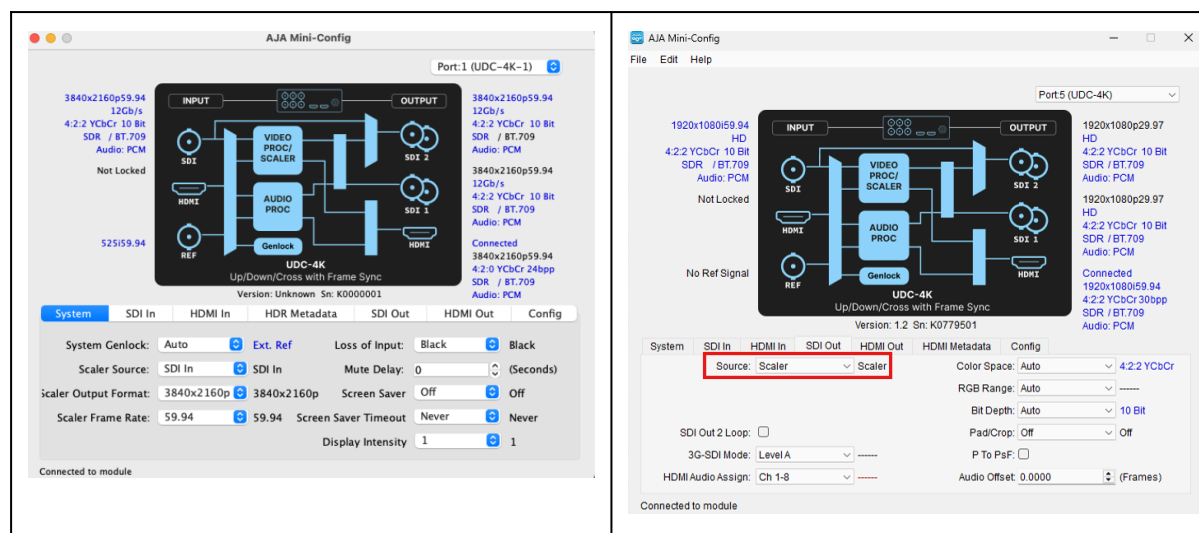 AJA Mini-Config
Port:1 (UDC-4K-1)
3840x2160p59.94
12Gb/s
4:2:2 YCbCr 10 Bit
SDR / BT.709
Audio: PCM
Not Locked
525i59.94
INPUT
OUTPUT
SDI
HDMI
REF
VIDEO
PROC/
SCALER
AUDIO
PROC
Genlock
SDI 2
SDI 1
HDMI
UDC-4K
Up/Down/Cross with Frame Sync
3840x2160p59.94
12Gb/s
4:2:2 YCbCr 10 Bit
SDR / BT.709
Audio: PCM
3840x2160p59.94
12Gb/s
4:2:2 YCbCr 10 Bit
SDR / BT.709
Audio: PCM
Connected
3840x2160p59.94
4:2:0 YCbCr 24bpp
SDR / BT.709
Audio: PCM
Version: Unknown Sn: K0000001
System SDI In HDMI In HDR Metadata SDI Out HDMI Out Config
System Genlock: Auto Ext. Ref Loss of Input: Black Black
Scaler Source: SDI In SDI In Mute Delay: 0 (Seconds)
Scaler Output Format: 3840x2160p 3840x2160p Screen Saver Off Off
Scaler Frame Rate: 59.94 59.94 Screen Saver Timeout Never Never
Display Intensity 1 1
Connected to module
AJA Mini-Config
File Edit Help
Port:5 (UDC-4K)
1920x1080i59.94
HD
4:2:2 YCbCr 10 Bit
SDR / BT.709
Audio: PCM
Not Locked
No Ref Signal
INPUT
OUTPUT
SDI
HDMI
REF
VIDEO
PROC/
SCALER
AUDIO
PROC
Genlock
SDI 2
SDI 1
HDMI
UDC-4K
Up/Down/Cross with Frame Sync
1920x1080p29.97
HD
4:2:2 YCbCr 10 Bit
SDR / BT.709
Audio: PCM
1920x1080p29.97
HD
4:2:2 YCbCr 10 Bit
SDR / BT.709
Audio: PCM
Connected
1920x1080i59.94
4:2:2 YCbCr 30bpp
SDR / BT.709
Audio: PCM
Version: 1.2 Sn: K0779501
System SDI In HDMI In SDI Out HDMI Out HDMI Metadata Config
Source: Scaler Scaler Color Space: Auto 4:2:2 YCbCr
RGB Range: Auto ------
Bit Depth: Auto 10 Bit
SDI Out 2 Loop: Pad/Crop: Off Off
3G-SDI Mode: Level A ------ P To PsF:
HDMI Audio Assign: Ch 1-8 ------ Audio Offset: 0.0000 (Frames)
Connected to module